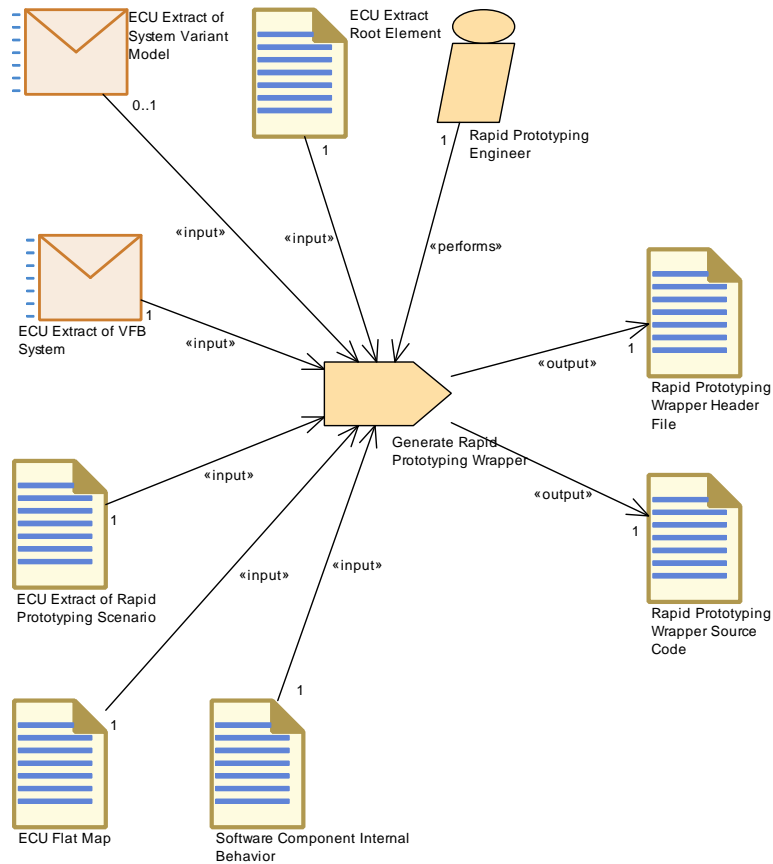 ECU Extract of
System Variant
Model
0..1
ECU Extract
Root Element
1
Rapid Prototyping
Engineer
1
«input»
«input»
«performs»
ECU Extract of VFB
System
1
«input»
«output»
1
Rapid Prototyping
Wrapper Header
File
Generate Rapid
Prototyping Wrapper
«input»
1
ECU Extract of Rapid
Prototyping Scenario
«output»
1
Rapid Prototyping
Wrapper Source
Code
«input»
«input»
1
ECU Flat Map
1
Software Component Internal
Behavior